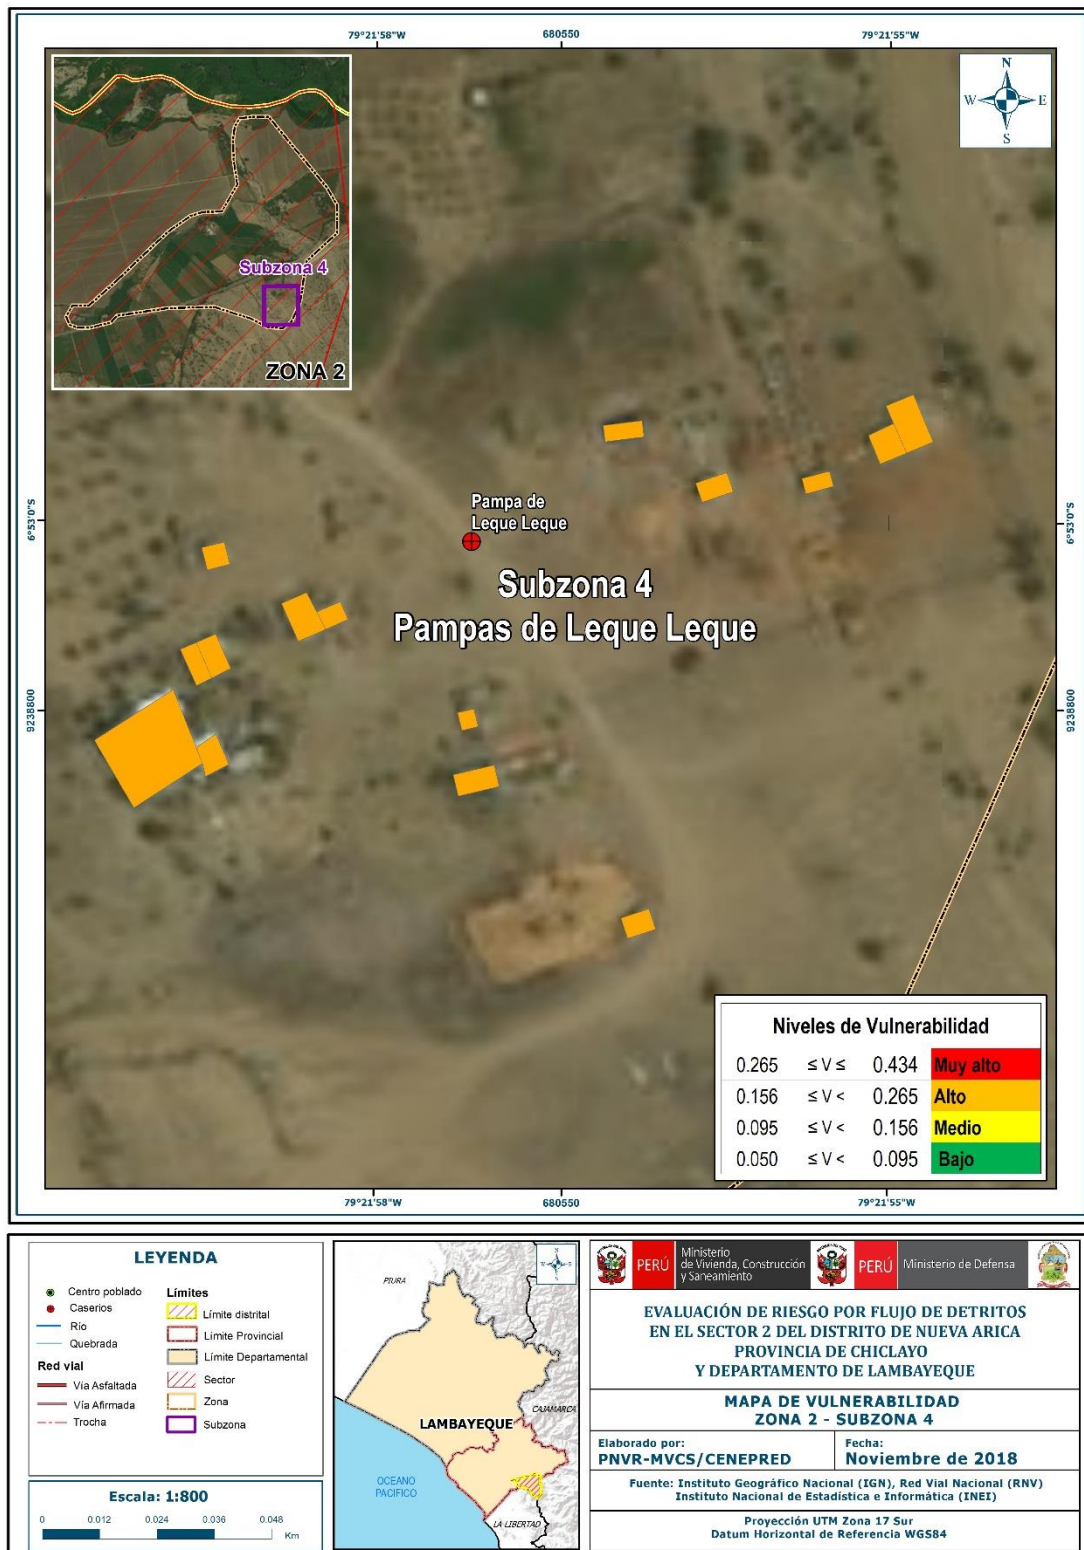 79°21'58"W
680550
79°21'55"W
N
W
E
S
Subzona 4
ZONA 2
6°53'0"S
6°53'0"S
Pampa de
Leque Leque
Subzona 4
Pampas de Leque Leque
9238800
9238800
Niveles de Vulnerabilidad
0.265 ≤ V ≤ 0.434 Muy alto
0.156 ≤ V < 0.265 Alto
0.095 ≤ V < 0.156 Medio
0.050 ≤ V < 0.095 Bajo
79°21'58"W
680550
79°21'55"W
LEYENDA
Centro poblado
Caserios
Río
Quebrada
Red vial
Vía Asfaltada
Vía Afirmada
Trocha
Límites
Límite distrital
Limite Provincial
Límite Departamental
Sector
Zona
Subzona
Escala: 1:800
0 0.012 0.024 0.036 0.048
Km
PIURA
CAJAMARCA
LAMBAYEQUE
OCEANO
PACIFICO
LA LIBERTAD
PERÚ
Ministerio
de Vivienda, Construcción
y Saneamiento
PERÚ
Ministerio de Defensa
EVALUACIÓN DE RIESGO POR FLUJO DE DETRITOS
EN EL SECTOR 2 DEL DISTRITO DE NUEVA ARICA
PROVINCIA DE CHICLAYO
Y DEPARTAMENTO DE LAMBAYEQUE
MAPA DE VULNERABILIDAD
ZONA 2 - SUBZONA 4
Elaborado por:
PNVR-MVCS/CENEPRED
Fecha:
Noviembre de 2018
Fuente: Instituto Geográfico Nacional (IGN), Red Vial Nacional (RNV)
Instituto Nacional de Estadística e Informática (INEI)
Proyección UTM Zona 17 Sur
Datum Horizontal de Referencia WGS84